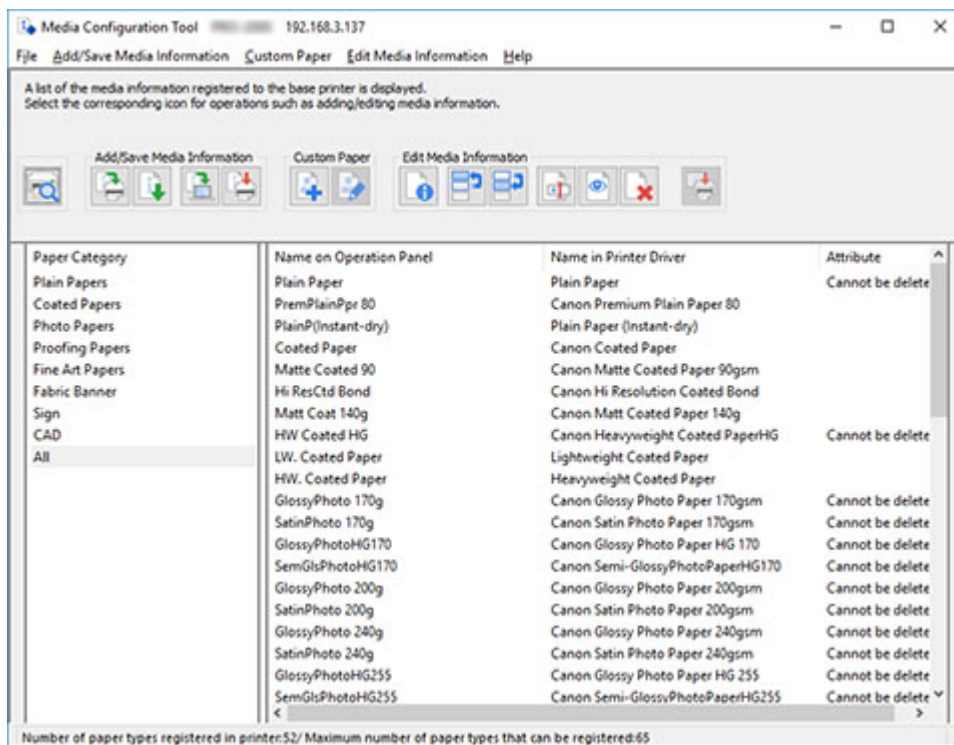 Media Configuration Tool 192.168.3.137
File Add/Save Media Information Custom Paper Edit Media Information Help
A list of the media information registered to the base printer is displayed.
Select the corresponding icon for operations such as adding/editing media information.
Add/Save Media Information Custom Paper Edit Media Information
Paper Category Name on Operation Panel Name in Printer Driver Attribute
Plain Papers Plain Paper Plain Paper Cannot be delete
Coated Papers PremPlainPpr 80 Canon Premium Plain Paper 80
Photo Papers PlainP(Instant-dry) Plain Paper (Instant-dry)
Proofing Papers Coated Paper Canon Coated Paper
Fine Art Papers Matte Coated 90 Canon Matte Coated Paper 90gsm
Fabric Banner Hi ResCtd Bond Canon Hi Resolution Coated Bond
Sign Matt Coat 140g Canon Matt Coated Paper 140g
CAD HW Coated HG Canon Heavyweight Coated PaperHG Cannot be delete
All LW. Coated Paper Lightweight Coated Paper
HW. Coated Paper Heavyweight Coated Paper
GlossyPhoto 170g Canon Glossy Photo Paper 170gsm Cannot be delete
SatinPhoto 170g Canon Satin Photo Paper 170gsm Cannot be delete
GlossyPhotoHG170 Canon Glossy Photo Paper HG 170 Cannot be delete
SemGlsPhotoHG170 Canon Semi-GlossyPhotoPaperHG170 Cannot be delete
GlossyPhoto 200g Canon Glossy Photo Paper 200gsm Cannot be delete
SatinPhoto 200g Canon Satin Photo Paper 200gsm Cannot be delete
GlossyPhoto 240g Canon Glossy Photo Paper 240gsm Cannot be delete
SatinPhoto 240g Canon Satin Photo Paper 240gsm Cannot be delete
GlossyPhotoHG255 Canon Glossy Photo Paper HG 255 Cannot be delete
SemGlsPhotoHG255 Canon Semi-GlossyPhotoPaperHG255 Cannot be delete
Number of paper types registered in printer:52/ Maximum number of paper types that can be registered:65